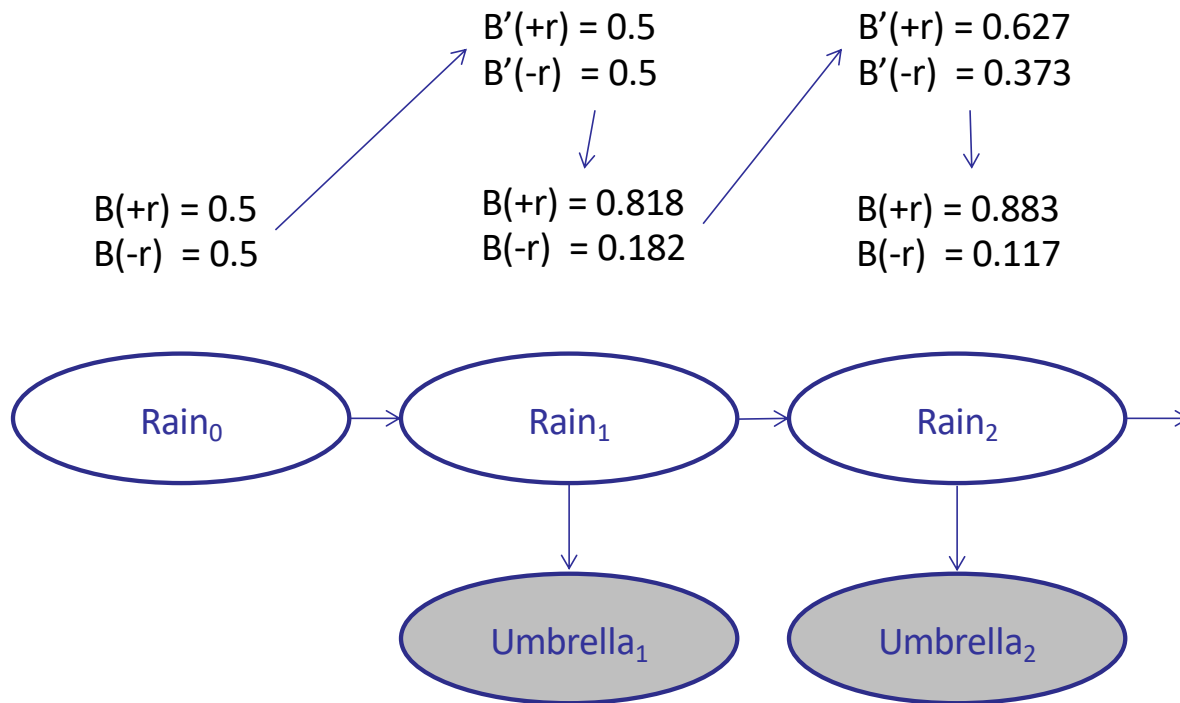 B’(+r) = 0.5
B’(-r) = 0.5
B’(+r) = 0.627
B’(-r) = 0.373
B(+r) = 0.5
B(-r) = 0.5
B(+r) = 0.818
B(-r) = 0.182
B(+r) = 0.883
B(-r) = 0.117
Rain₀
Rain₁
Rain₂
Umbrella₁
Umbrella₂